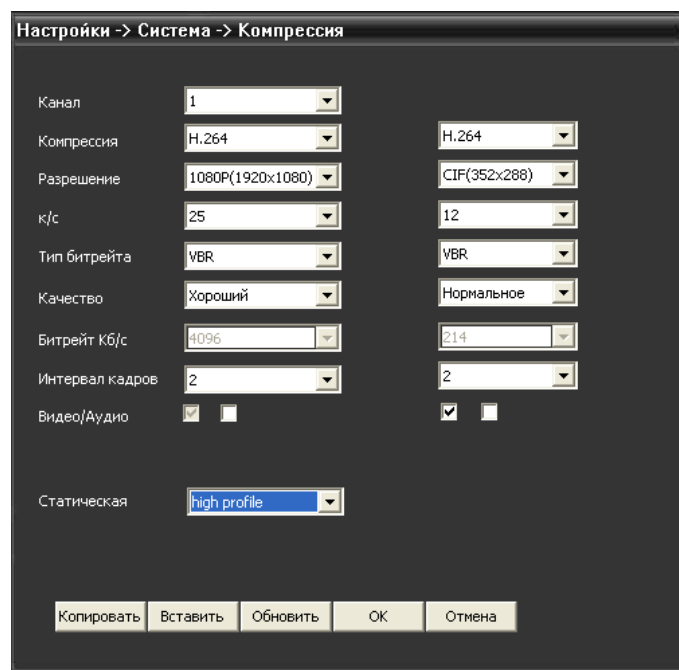 Настройки -> Система -> Компрессия
Канал 1
Компрессия H.264 H.264
Разрешение 1080P(1920x1080) CIF(352x288)
к/с 25 12
Тип битрейта VBR VBR
Качество Хороший Нормальное
Битрейт Кб/с 4096 214
Интервал кадров 2 2
Видео/Аудио
Статическая high profile
Копировать Вставить Обновить OK Отмена